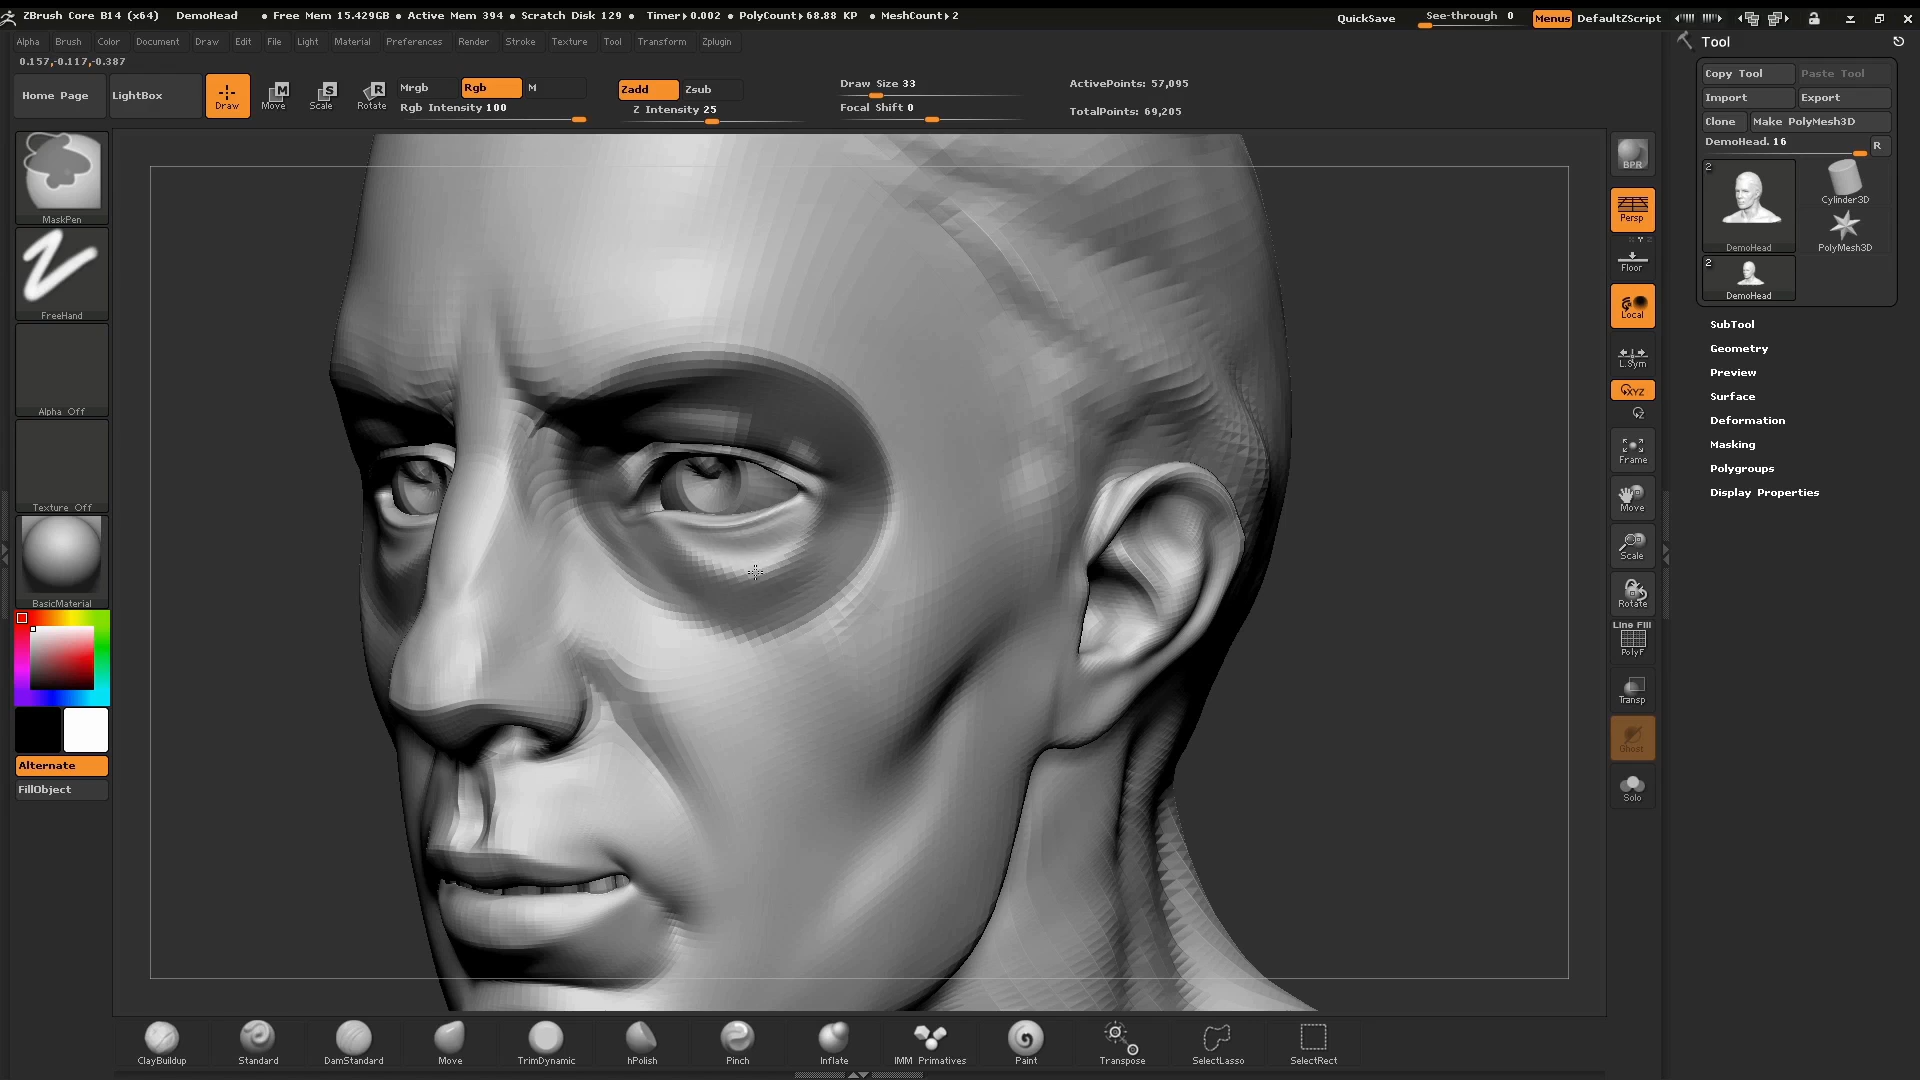 ZBrush Core B14 (x64) DemoHead • Free Mem 15.429GB • Active Mem 394 • Scratch Disk 129 • Timer▸0.002 • PolyCount▸68.88 KP • MeshCount▸2 QuickSave See-through 0 Menus DefaultZScript
Alpha Brush Color Document Draw Edit File Light Material Preferences Render Stroke Texture Tool Transform Zplugin
Tool
0.157,-0.117,-0.387
Copy Tool Paste Tool
Import Export
Clone Make PolyMesh3D
DemoHead. 16 R
Home Page LightBox Draw Move Scale Rotate
M S R
Mrgb Rgb M
Rgb Intensity 100
Zadd Zsub
Z Intensity 25
Draw Size 33
Focal Shift 0
ActivePoints: 57,095
TotalPoints: 69,205
MaskPen
FreeHand
Alpha Off
Texture Off
BasicMaterial
Alternate
FillObject
BPR
Persp
Floor
Local
L.Sym
XYZ
Z
Frame
Move
Scale
Rotate
Line Fill
PolyF
Transp
Ghost
Solo
2
DemoHead
Cylinder3D
PolyMesh3D
2
DemoHead
SubTool
Geometry
Preview
Surface
Deformation
Masking
Polygroups
Display Properties
ClayBuildup Standard DamStandard Move TrimDynamic hPolish Pinch Inflate IMM Primitives Paint Transpose SelectLasso SelectRect